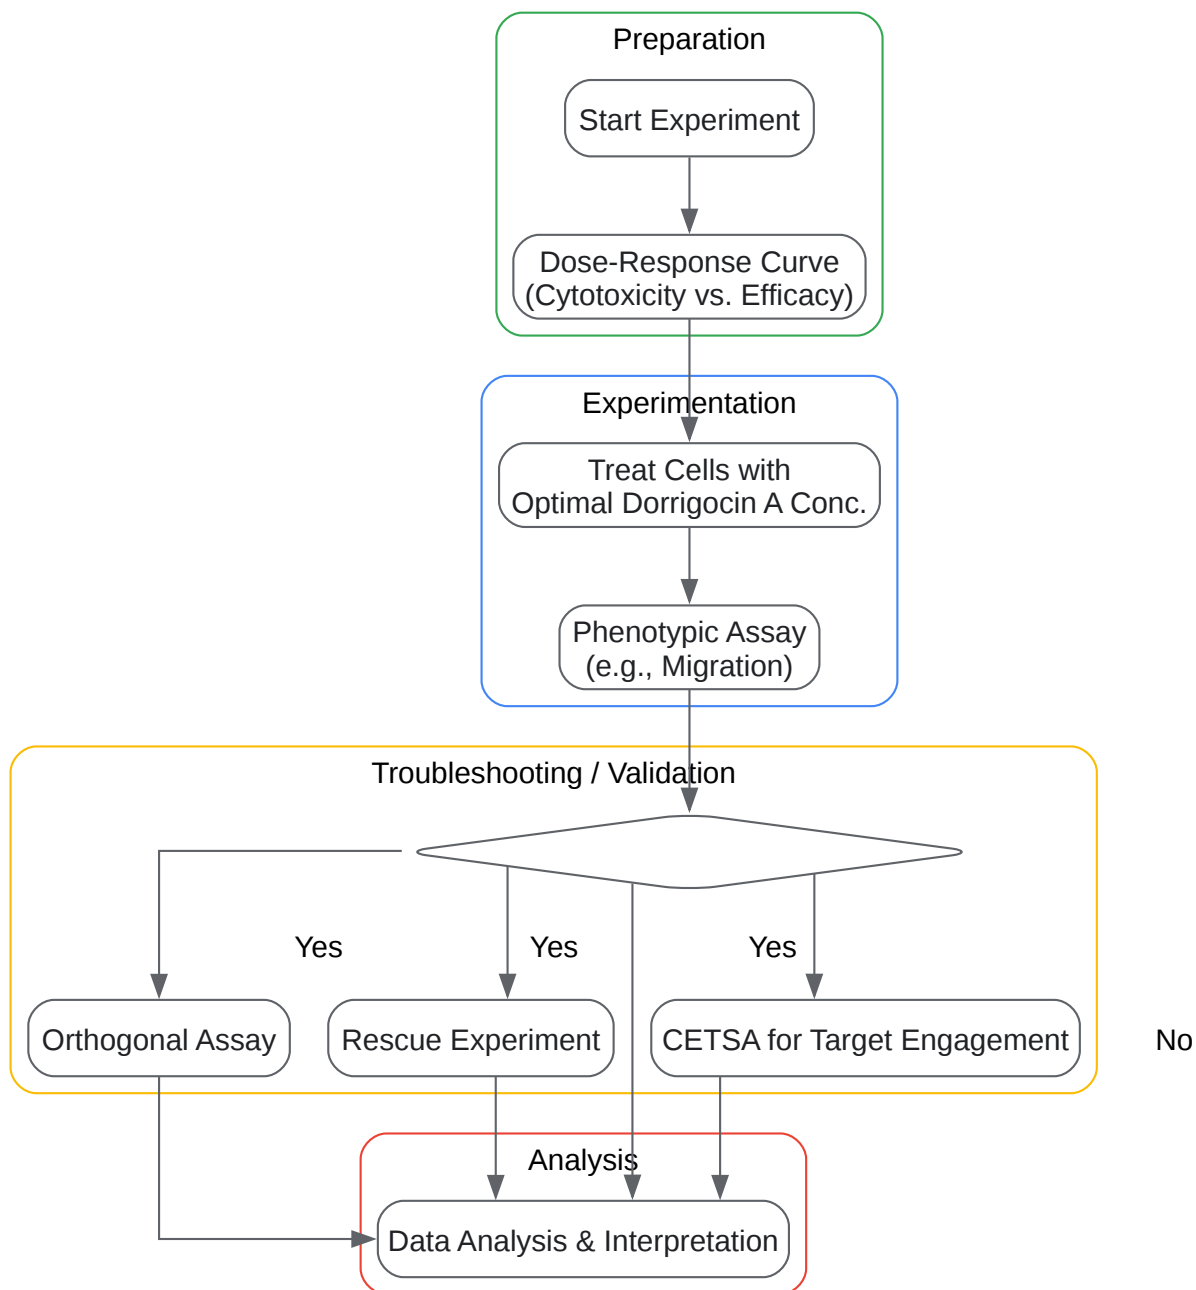 Preparation
Start Experiment
Dose-Response Curve
(Cytotoxicity vs. Efficacy)
Experimentation
Treat Cells with
Optimal Dorrigocin A Conc.
Phenotypic Assay
(e.g., Migration)
Troubleshooting / Validation
Yes
Yes
Yes
Orthogonal Assay
Rescue Experiment
CETSA for Target Engagement
No
Analysis
Data Analysis & Interpretation